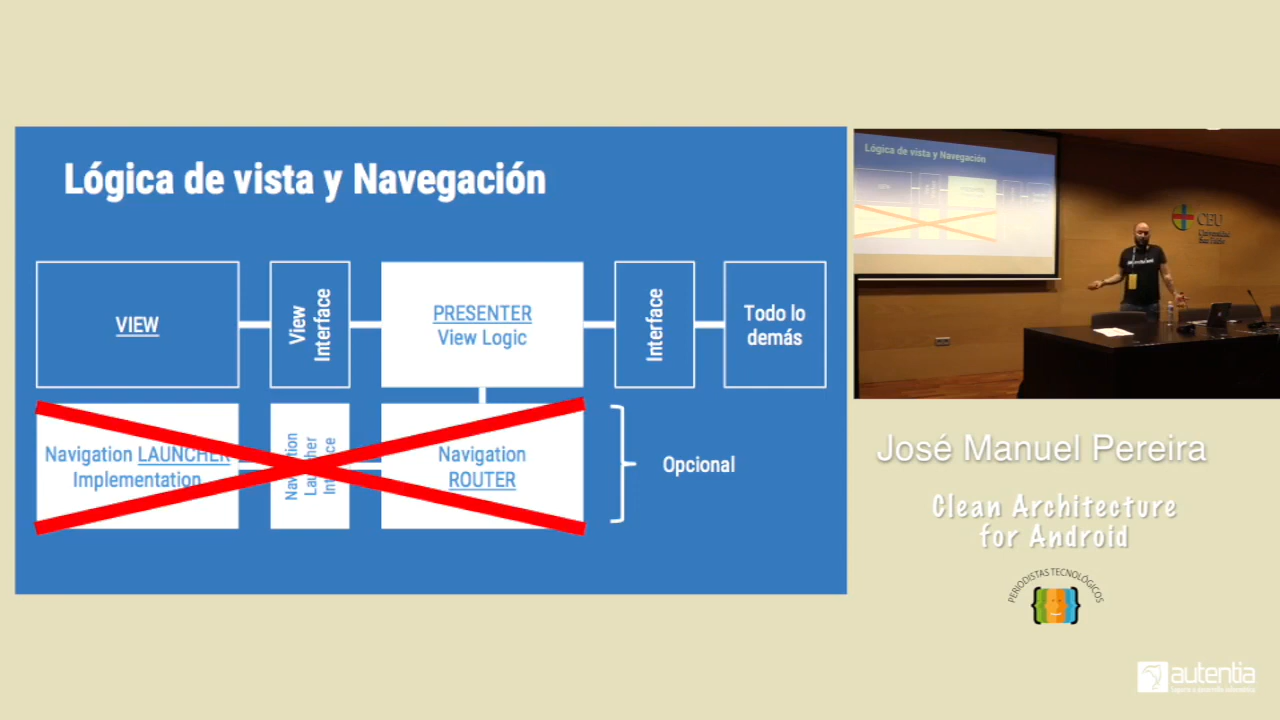 Lógica de vista y Navegación
VIEW
View
Interface
PRESENTER
View Logic
Interface
Todo lo
demás
Navigation LAUNCHER
Implementation
Navigation
Launcher
Interface
Navigation
ROUTER
Opcional
Lógica de vista y Navegación
CEU
José Manuel Pereira
Clean Architecture
for Android
PERIODISTAS TECNOLÓGICOS
autentia